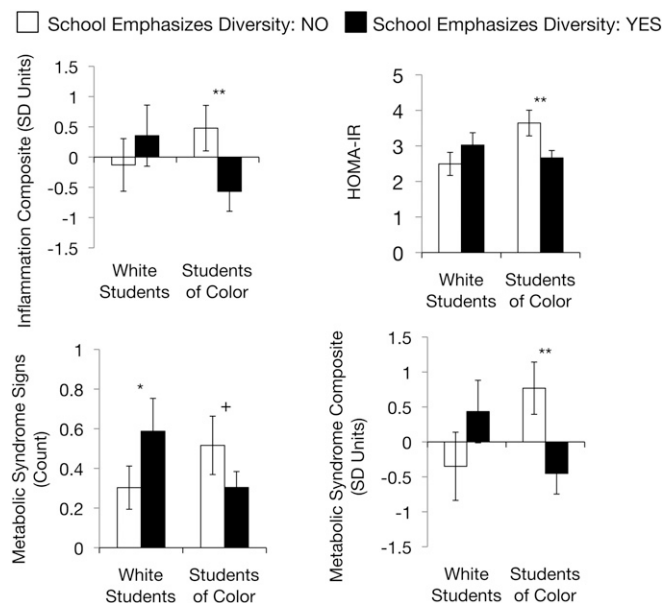 School Emphasizes Diversity: NO School Emphasizes Diversity: YES
Inflammation Composite (SD Units)
1.5
1
0.5
0
-0.5
-1
-1.5
**
White Students
Students of Color
HOMA-IR
5
4
3
2
1
0
**
White Students
Students of Color
Metabolic Syndrome Signs
(Count)
1
0.8
0.6
0.4
0.2
0
*
+
White Students
Students of Color
Metabolic Syndrome Composite
(SD Units)
1.5
1
0.5
0
-0.5
-1
-1.5
**
White Students
Students of Color